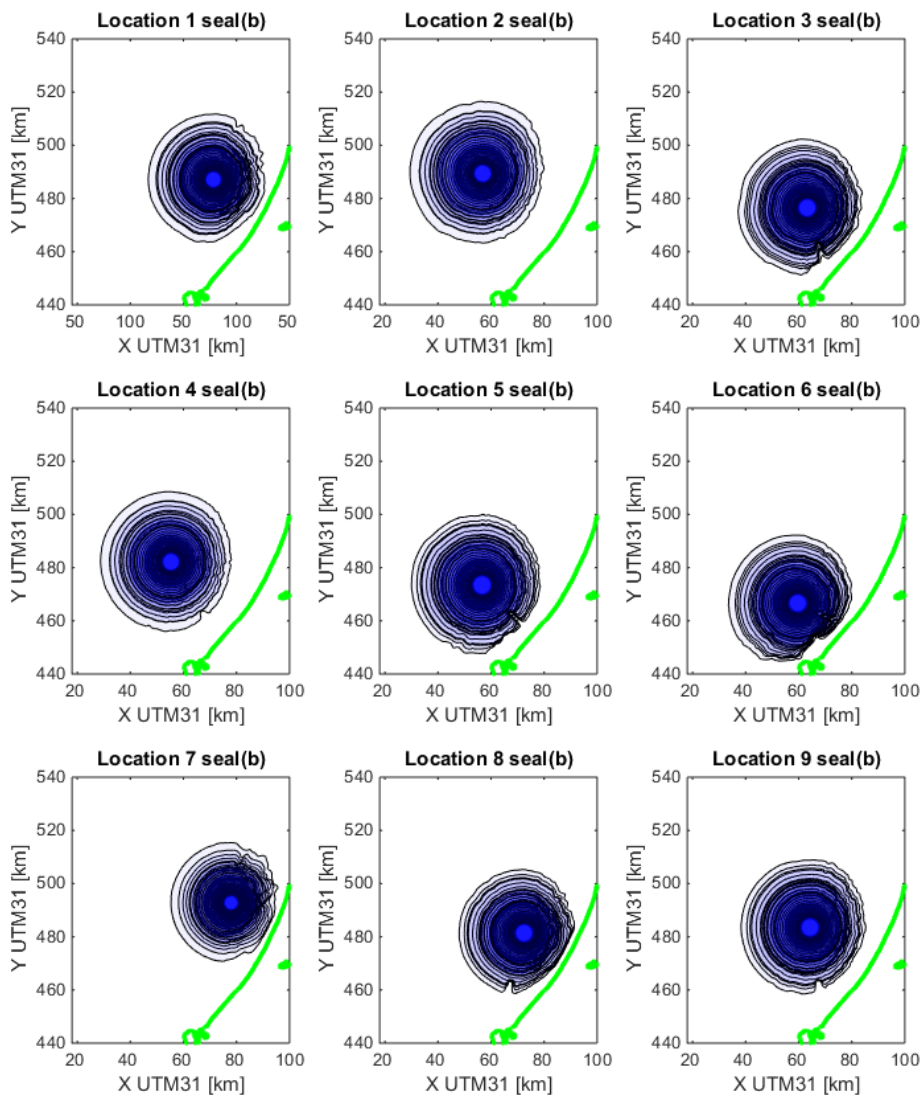 Location 1 seal(b) Location 2 seal(b) Location 3 seal(b)
540 540 540
520 520 520
500 500 500
480 480 480
460 460 460
440 440 440
Y UTM31 [km] Y UTM31 [km] Y UTM31 [km]
50 100 50 100 50 20 40 60 80 100 20 40 60 80 100
X UTM31 [km] X UTM31 [km] X UTM31 [km]
Location 4 seal(b) Location 5 seal(b) Location 6 seal(b)
540 540 540
520 520 520
500 500 500
480 480 480
460 460 460
440 440 440
Y UTM31 [km] Y UTM31 [km] Y UTM31 [km]
20 40 60 80 100 20 40 60 80 100 20 40 60 80 100
X UTM31 [km] X UTM31 [km] X UTM31 [km]
Location 7 seal(b) Location 8 seal(b) Location 9 seal(b)
540 540 540
520 520 520
500 500 500
480 480 480
460 460 460
440 440 440
Y UTM31 [km] Y UTM31 [km] Y UTM31 [km]
20 40 60 80 100 20 40 60 80 100 20 40 60 80 100
X UTM31 [km] X UTM31 [km] X UTM31 [km]